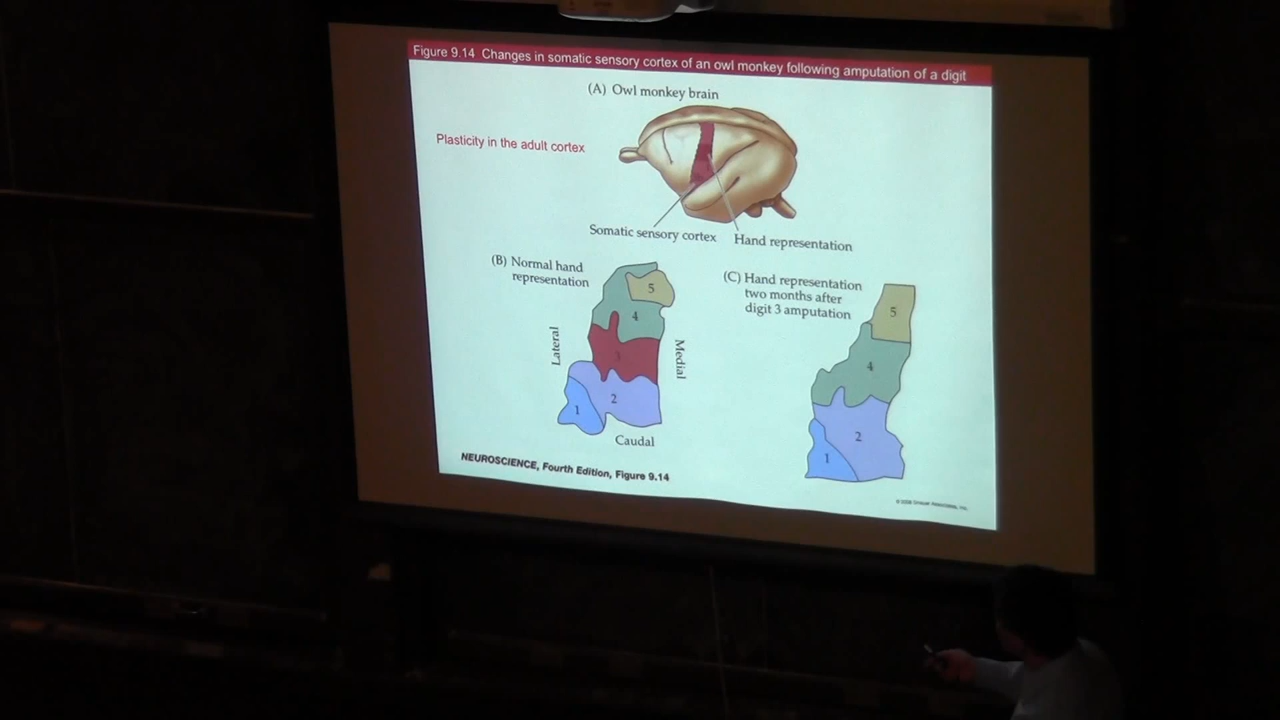 Figure 9.14 Changes in somatic sensory cortex of an owl monkey following amputation of a digit
(A) Owl monkey brain
Plasticity in the adult cortex
Somatic sensory cortex
Hand representation
(B) Normal hand
representation
5
4
3
2
1
Lateral
Medial
Caudal
(C) Hand representation
two months after
digit 3 amputation
5
4
2
1
NEUROSCIENCE, Fourth Edition, Figure 9.14